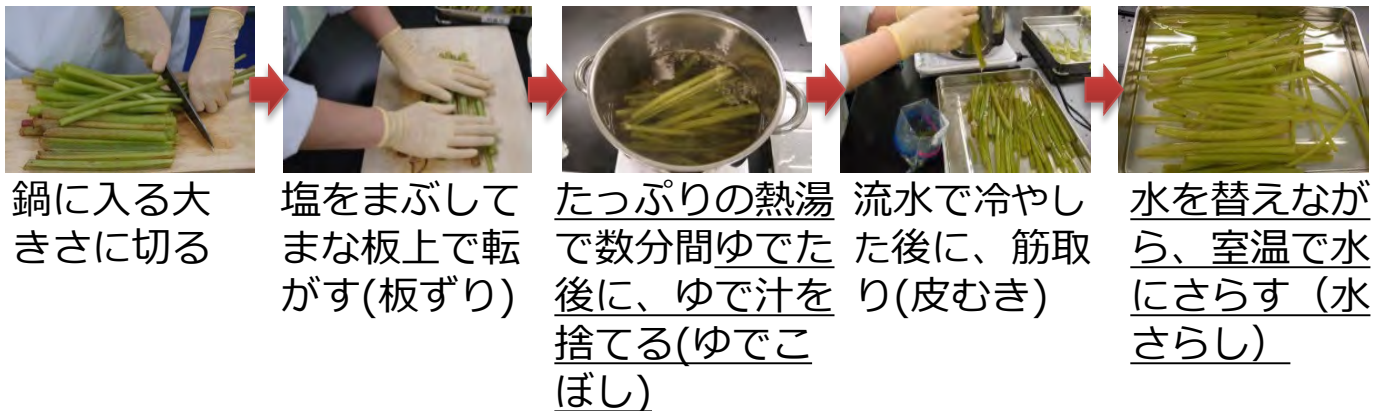 鍋に入る大
きさに切る
塩をまぶして
まな板上で転
がす(板ずり)
たっぷりの熱湯
で数分間ゆでた
後に、ゆで汁を
捨てる(ゆでこ
ぼし)
流水で冷やし
た後に、筋取
り(皮むき)
水を替えなが
ら、室温で水
にさらす（水
さらし）